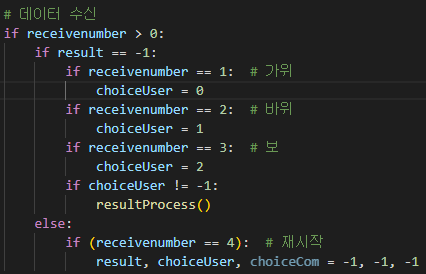 # 데이터 수신
if receivenumber > 0:
    if result == -1:
        if receivenumber == 1:  # 가위
            choiceUser = 0
        if receivenumber == 2:  # 바위
            choiceUser = 1
        if receivenumber == 3:  # 보
            choiceUser = 2
        if choiceUser != -1:
            resultProcess()
    else:
        if (receivenumber == 4):  # 재시작
            result, choiceUser, choiceCom = -1, -1, -1